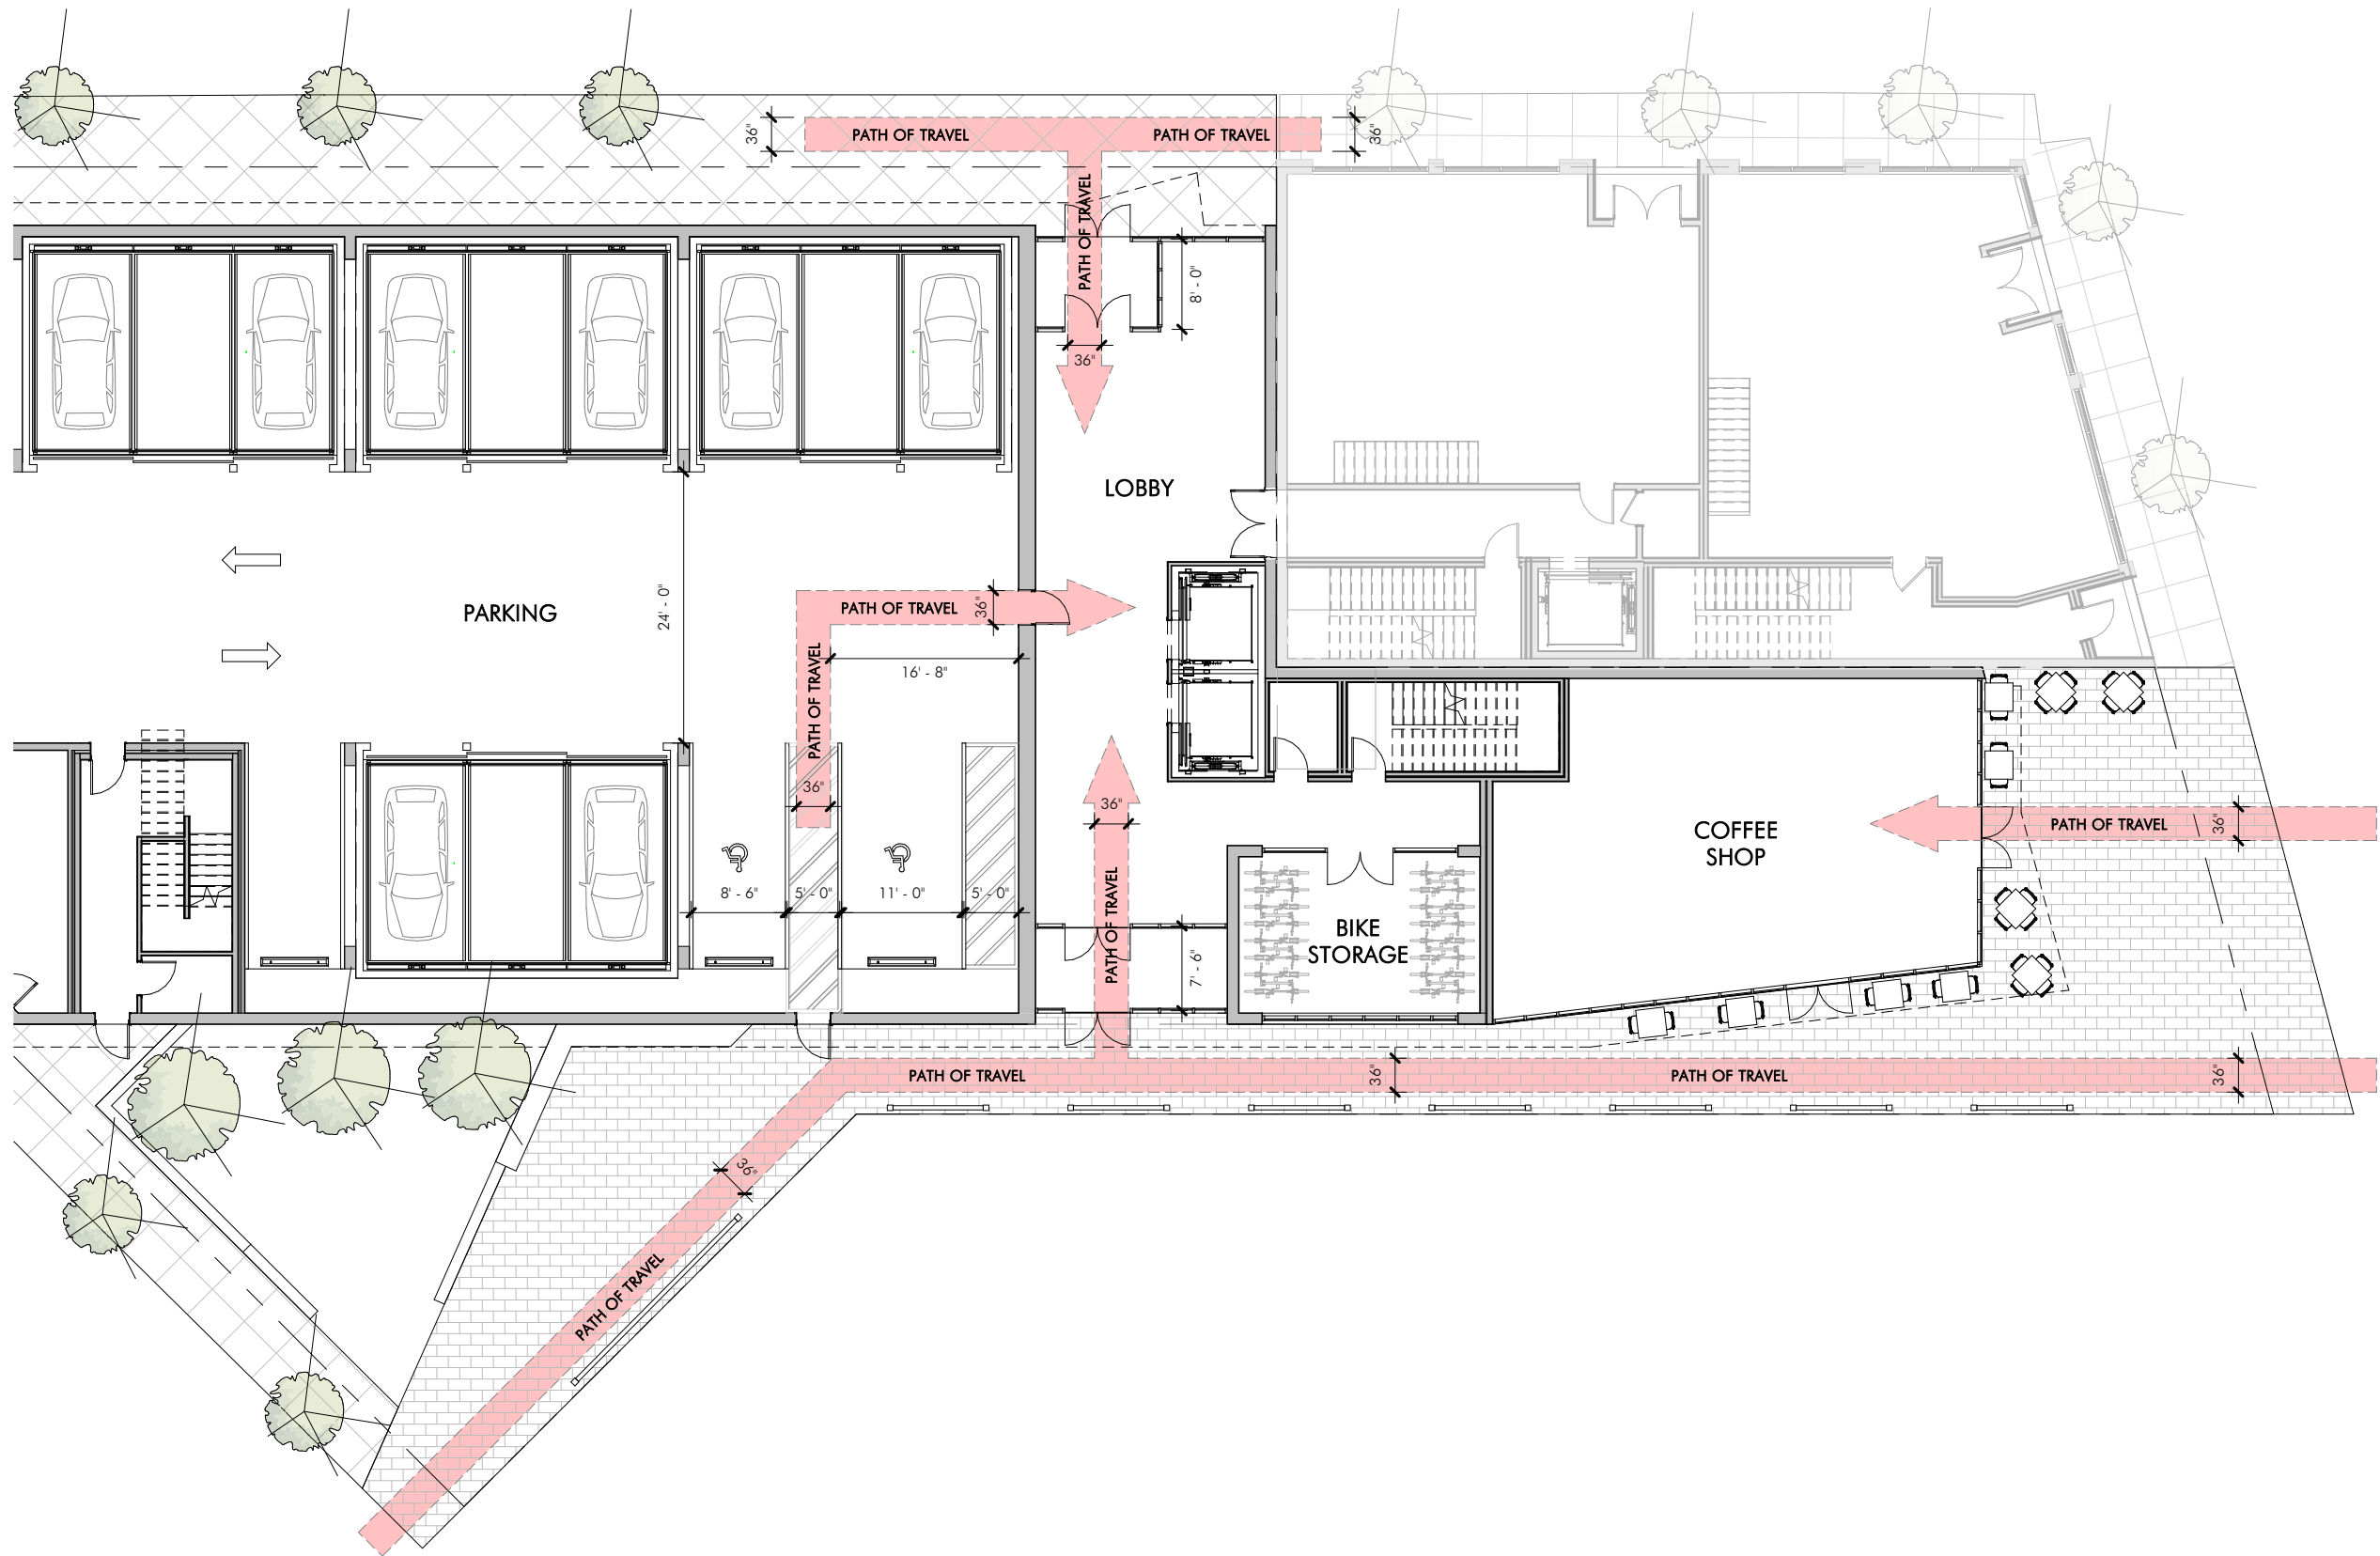 36"
PATH OF TRAVEL
PATH OF TRAVEL
36"
PATH OF TRAVEL
8' - 0"
36"
LOBBY
PARKING
24' - 0"
PATH OF TRAVEL
36"
16' - 8"
PATH OF TRAVEL
36"
36"
8' - 6"
5' - 0"
11' - 0"
5' - 0"
PATH OF TRAVEL
7' - 6"
BIKE
STORAGE
COFFEE
SHOP
PATH OF TRAVEL
36"
PATH OF TRAVEL
36"
PATH OF TRAVEL
36"
36"
PATH OF TRAVEL